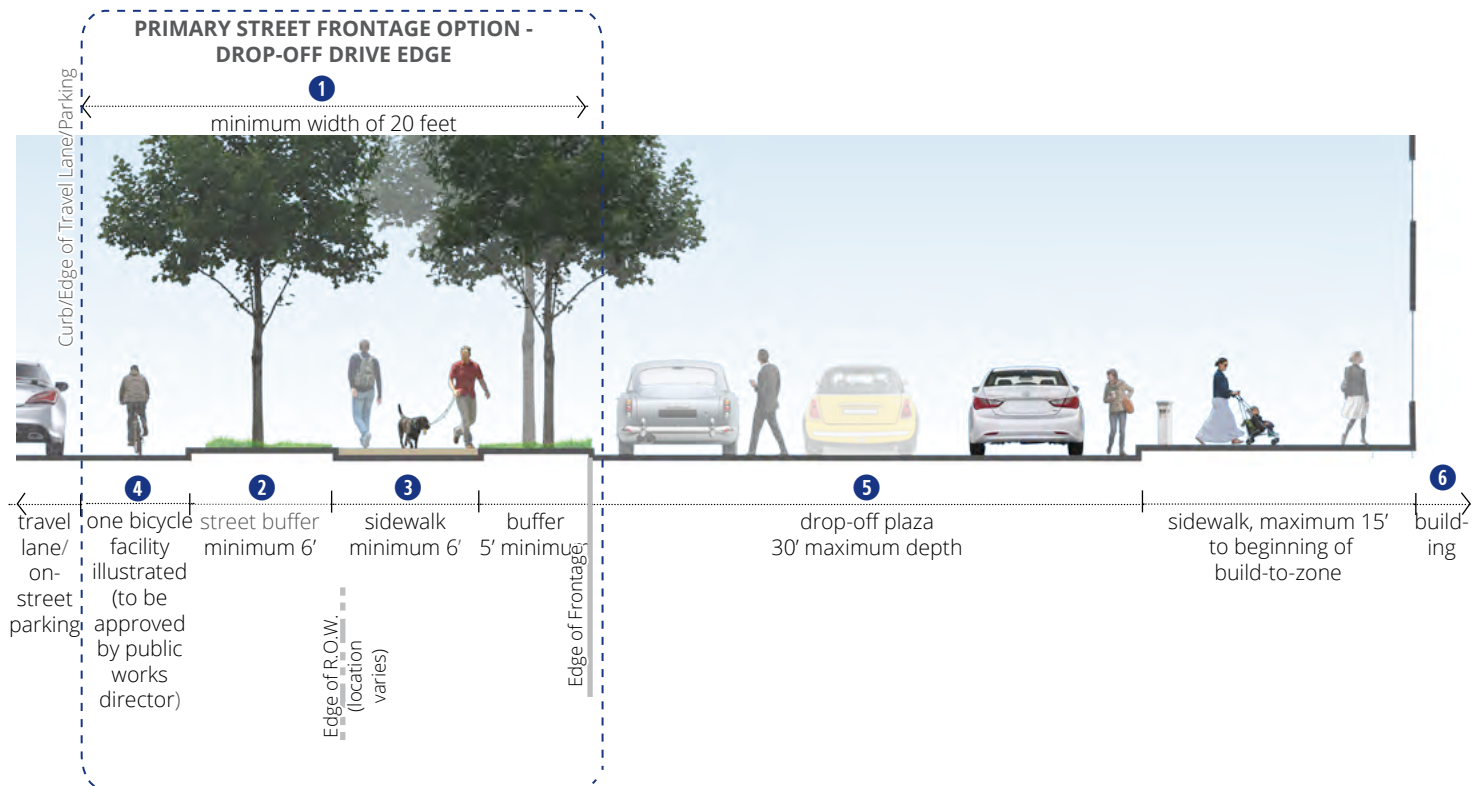 PRIMARY STREET FRONTAGE OPTION -
DROP-OFF DRIVE EDGE
1
minimum width of 20 feet
Curb/Edge of Travel Lane/Parking
travel
lane/
on-
street
parking
4
one bicycle
facility
illustrated
(to be
approved
by public
works
director)
2
street buffer
minimum 6’
3
sidewalk
minimum 6’
buffer
5’ minimum
Edge of R.O.W.
(location
varies)
Edge of Frontage
5
drop-off plaza
30’ maximum depth
sidewalk, maximum 15’
to beginning of
build-to-zone
6
build-
ing